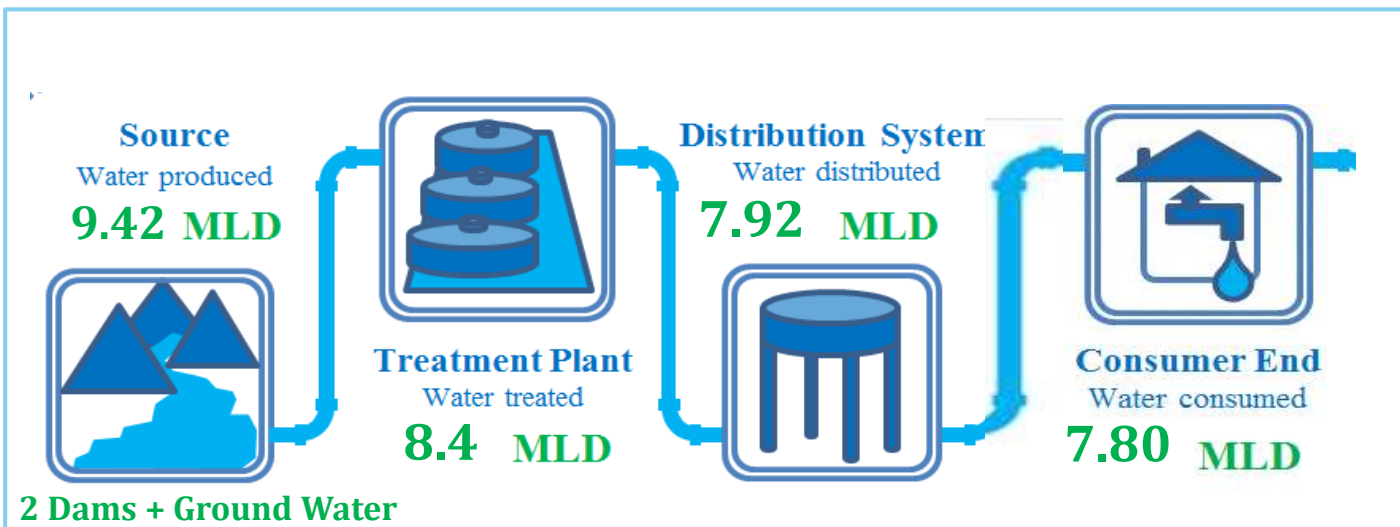 Source
Water produced
9.42 MLD
2 Dams + Ground Water
Treatment Plant
Water treated
8.4 MLD
Distribution System
Water distributed
7.92 MLD
Consumer End
Water consumed
7.80 MLD